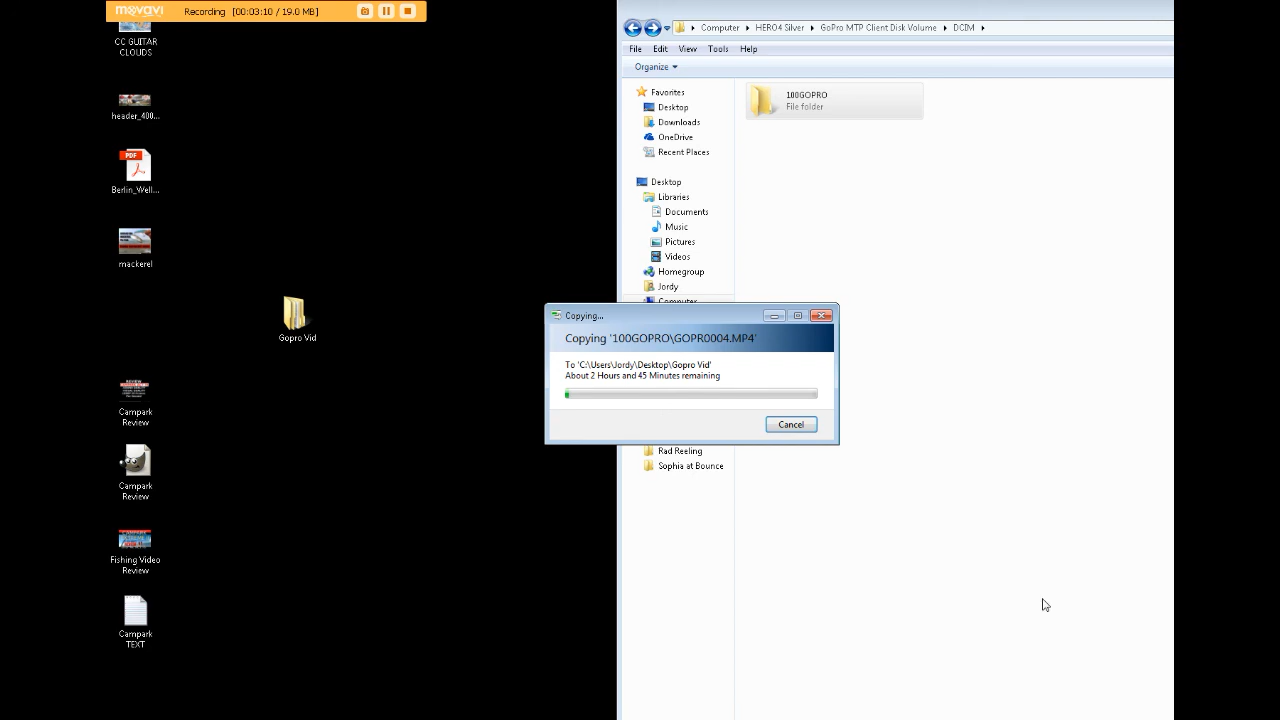 movavi
Recording [00:03:10 / 19.0 MB]
CC GUITAR
CLOUDS
header_400...
PDF
Berlin_Well...
mackerel
Gopro Vid
Campark
Review
Campark
Review
Fishing Video
Review
Campark
TEXT
Computer HERO4 Silver GoPro MTP Client Disk Volume DCIM
File Edit View Tools Help
Organize
Favorites
Desktop
Downloads
OneDrive
Recent Places
Desktop
Libraries
Documents
Music
Pictures
Videos
Homegroup
Jordy
Computer
Rad Reeling
Sophia at Bounce
100GOPRO
File folder
Copying...
Copying '100GOPRO\GOPR0004.MP4'
To 'C:\Users\Jordy\Desktop\Gopro Vid'
About 2 Hours and 45 Minutes remaining
Cancel